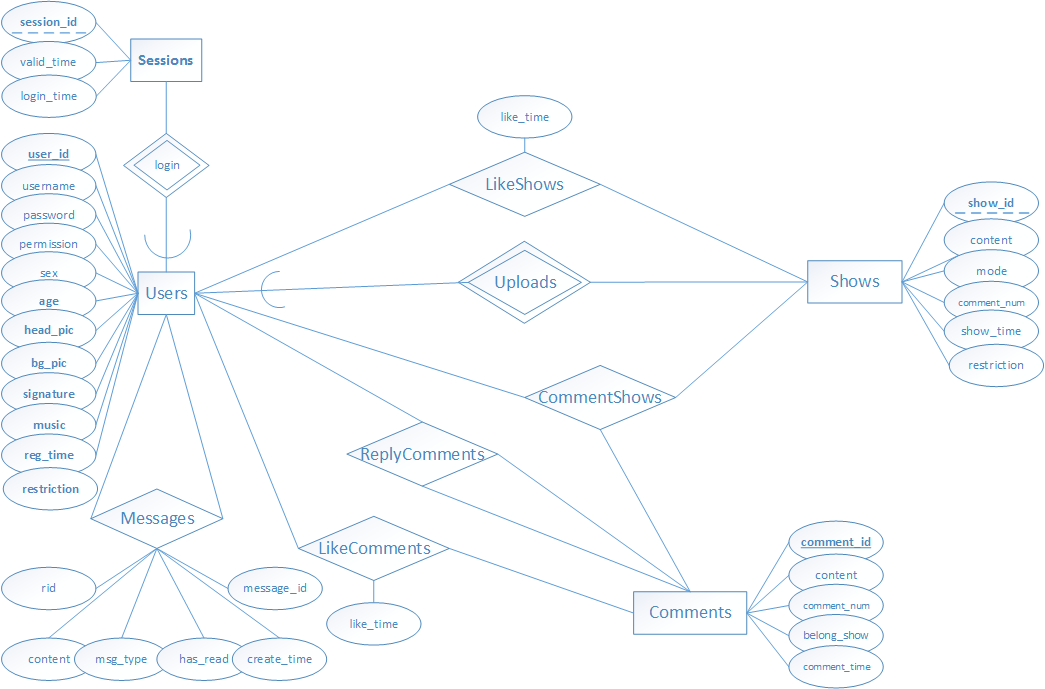 session_id
valid_time
login_time
Sessions
login
user_id
username
password
permission
sex
age
head_pic
bg_pic
signature
music
reg_time
restriction
Users
like_time
LikeShows
Uploads
Shows
show_id
content
mode
comment_num
show_time
restriction
CommentShows
ReplyComments
Messages
LikeComments
rid
message_id
content
msg_type
has_read
create_time
like_time
Comments
comment_id
content
comment_num
belong_show
comment_time